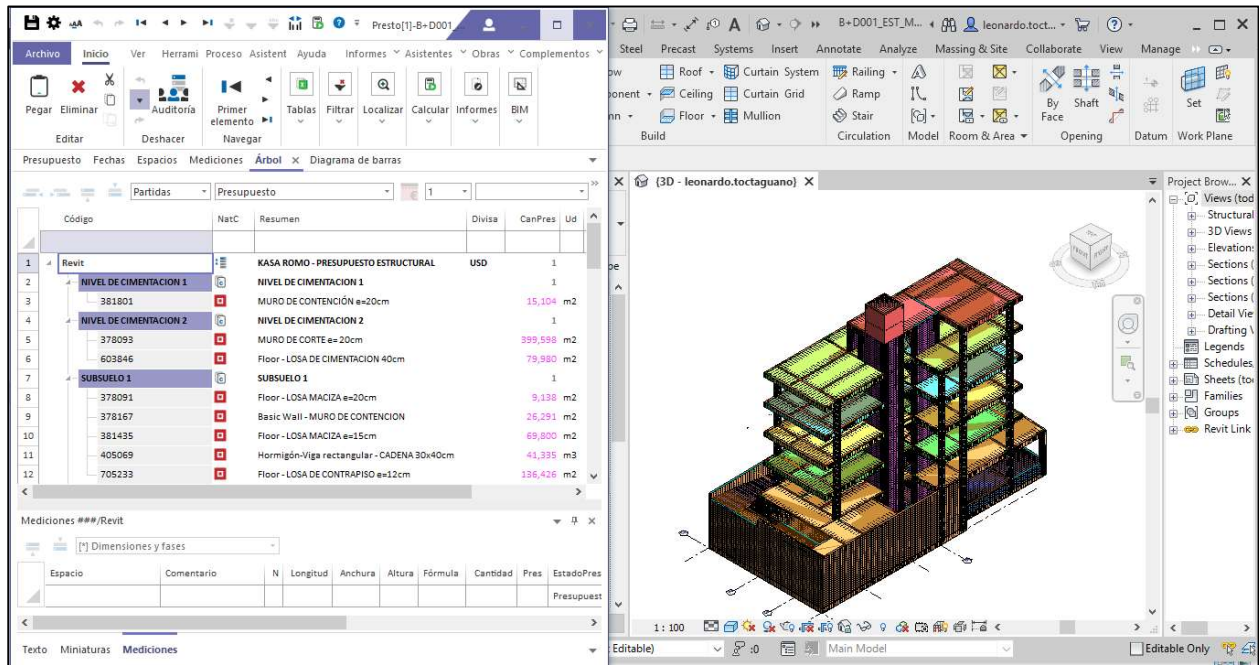 Presto[1]-B+D001_
Archivo Inicio Ver Herrami Proceso Asistent Ayuda Informes Asistentes Obras Complementos
Pegar Eliminar Auditoría Primer elemento Tablas Filtrar Localizar Calcular Informes BIM
Editar Deshacer Navegar
Presupuesto Fechas Espacios Mediciones Árbol × Diagrama de barras
Partidas Presupuesto 1
Código NatC Resumen Divisa CanPres Ud
1 Revit KASA ROMO - PRESUPUESTO ESTRUCTURAL USD 1
2 NIVEL DE CIMENTACION 1 NIVEL DE CIMENTACION 1 1
3 381801 MURO DE CONTENCIÓN e=20cm 15,104 m2
4 NIVEL DE CIMENTACION 2 NIVEL DE CIMENTACION 2 1
5 378093 MURO DE CORTE e= 20cm 399,598 m2
6 603846 Floor - LOSA DE CIMENTACION 40cm 79,980 m2
7 SUBSUELO 1 SUBSUELO 1 1
8 378091 Floor - LOSA MACIZA e=20cm 9,138 m2
9 378167 Basic Wall - MURO DE CONTENCION 26,291 m2
10 381435 Floor - LOSA MACIZA e=15cm 69,800 m2
11 405069 Hormigón-Viga rectangular - CADENA 30x40cm 41,335 m3
12 705233 Floor - LOSA DE CONTRAPISO e=12cm 136,426 m2
Mediciones ###/Revit
[*] Dimensiones y fases
Espacio Comentario N Longitud Anchura Altura Fórmula Cantidad Pres EstadoPres
Presupuest
Texto Miniaturas Mediciones
B+D001_EST_M... leonardo.toct...
Steel Precast Systems Insert Annotate Analyze Massing & Site Collaborate View Manage
ow Roof Curtain System Railing
ponent Ceiling Curtain Grid Ramp By Face Shaft Set
nn Floor Mullion Stair
Build Circulation Model Room & Area Opening Datum Work Plane
{3D - leonardo.toctaguano} X
Project Brow... X
Views (tod
Structural
3D Views
Elevation:
Sections (
Sections (
Sections (
Detail Vie
Drafting \
Legends
Schedules,
Sheets (to
Families
Groups
Revit Link
pe
1 : 100
Editable) :0 Main Model Editable Only